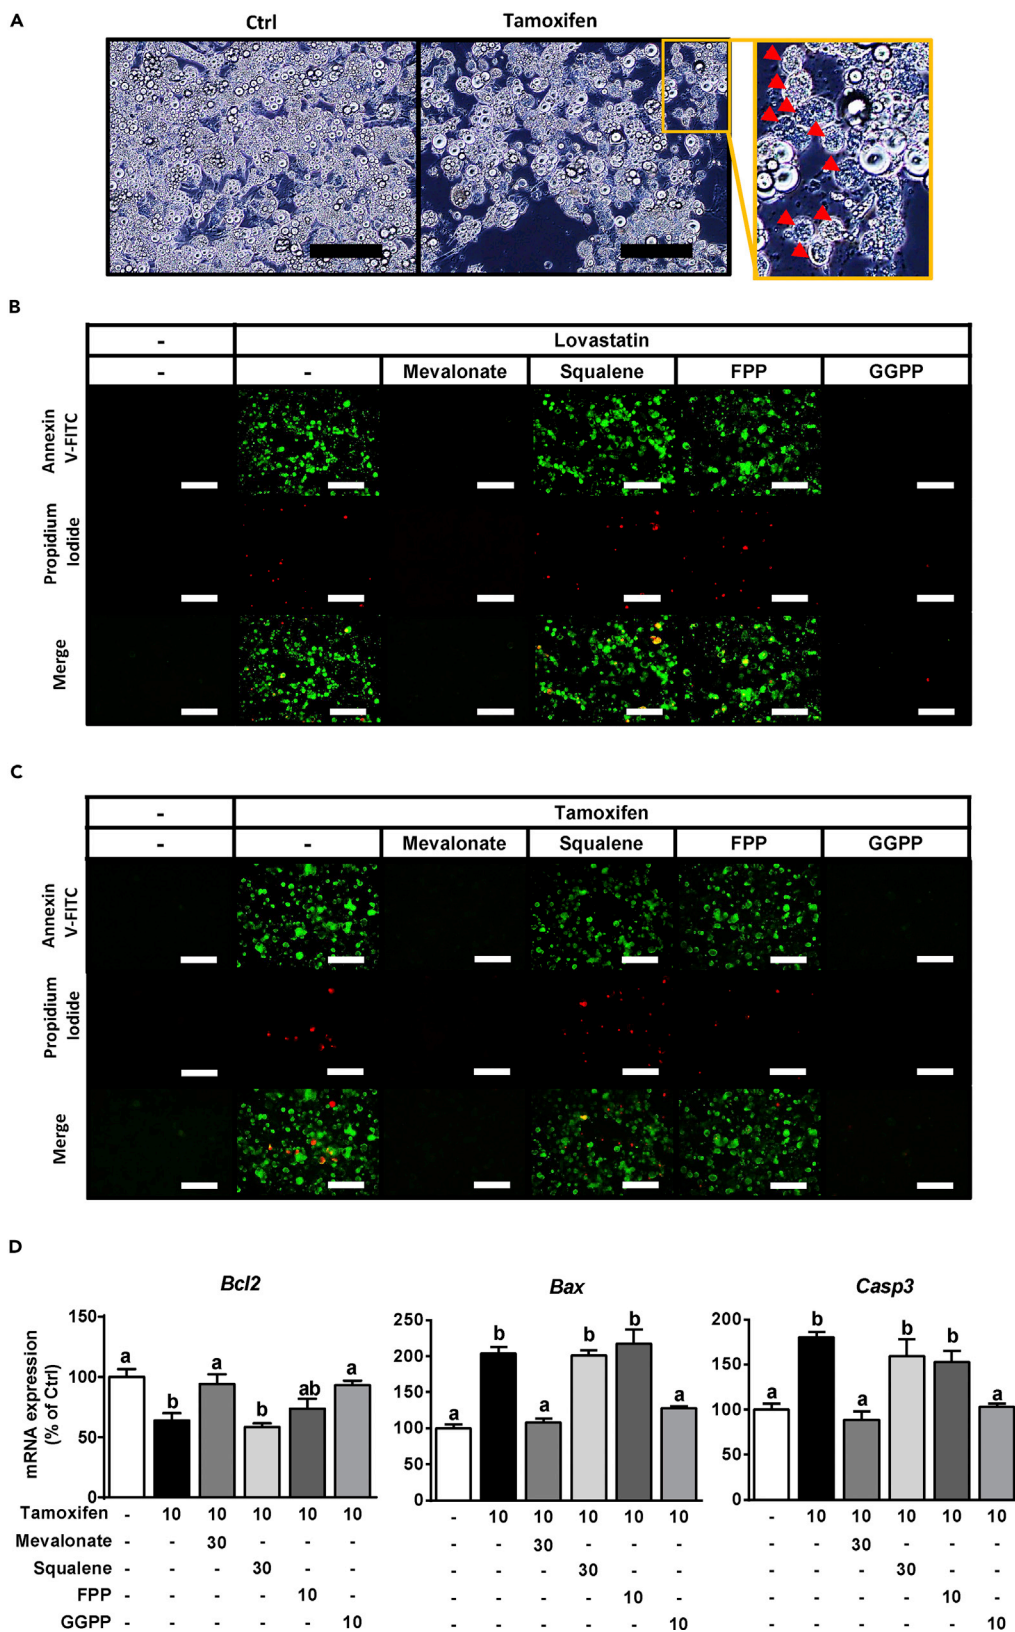 A
Ctrl
Tamoxifen
B
-
Lovastatin
-
-
Mevalonate
Squalene
FPP
GGPP
Annexin
V-FITC
Propidium
Iodide
Merge
C
-
Tamoxifen
-
-
Mevalonate
Squalene
FPP
GGPP
Annexin
V-FITC
Propidium
Iodide
Merge
D
Bcl2
Bax
Casp3
mRNA expression
(% of Ctrl)
150
100
50
0
a
b
a
b
ab
a
250
200
150
100
50
0
a
b
a
b
b
a
200
150
100
50
0
a
b
a
b
b
a
Tamoxifen - 10 10 10 10 10 - 10 10 10 10 10 - 10 10 10 10 10
Mevalonate - - 30 - - - - - 30 - - - - - 30 - - -
Squalene - - - 30 - - - - - 30 - - - - - 30 - -
FPP - - - - 10 - - - - - 10 - - - - - 10 -
GGPP - - - - - 10 - - - - - 10 - - - - - 10